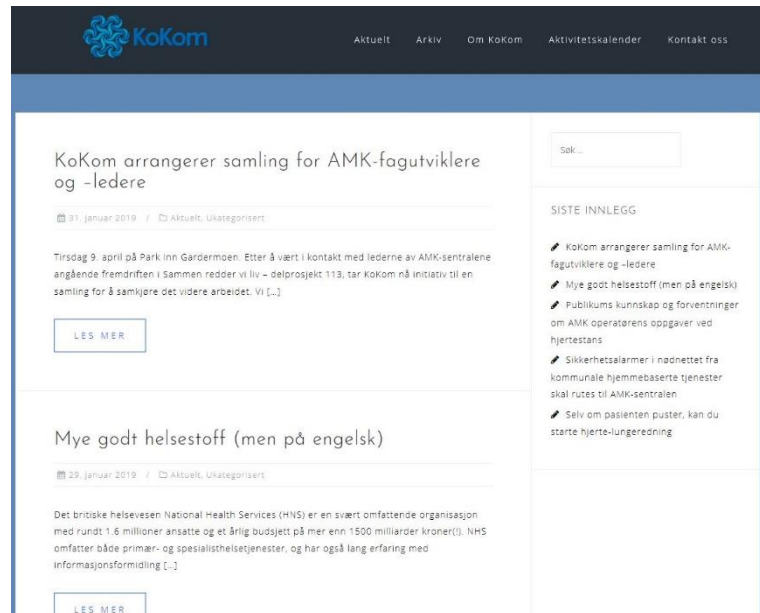 KoKom
Aktuelt Arkiv Om KoKom Aktivitetskalender Kontakt oss
KoKom arrangerer samling for AMK-fagutviklere
og –ledere
31. januar 2019 / Aktuelt, Ukategorisert
Tirsdag 9. april på Park Inn Gardermoen. Etter å vært i kontakt med lederne av AMK-sentralene
angående fremdriften i Sammen redder vi liv – delprosjekt 113, tar KoKom nå initiativ til en
samling for å samkjøre det videre arbeidet. Vi […]
LES MER
Mye godt helsestoff (men på engelsk)
29. januar 2019 / Aktuelt, Ukategorisert
Det britiske helsevesen National Health Services (HNS) er en svært omfattende organisasjon
med rundt 1.6 millioner ansatte og et årlig budsjett på mer enn 1500 milliarder kroner(!). NHS
omfatter både primær- og spesialisthelsetjenester, og har også lang erfaring med
informasjonsformidling […]
LES MER
Søk …
SISTE INNLEGG
KoKom arrangerer samling for AMK-
fagutviklere og –ledere
Mye godt helsestoff (men på engelsk)
Publikums kunnskap og forventninger
om AMK operatørens oppgaver ved
hjertestans
Sikkerhetsalarmer i nødnettet fra
kommunale hjemmebaserte tjenester
skal rutes til AMK-sentralen
Selv om pasienten puster, kan du
starte hjerte-lungeredning